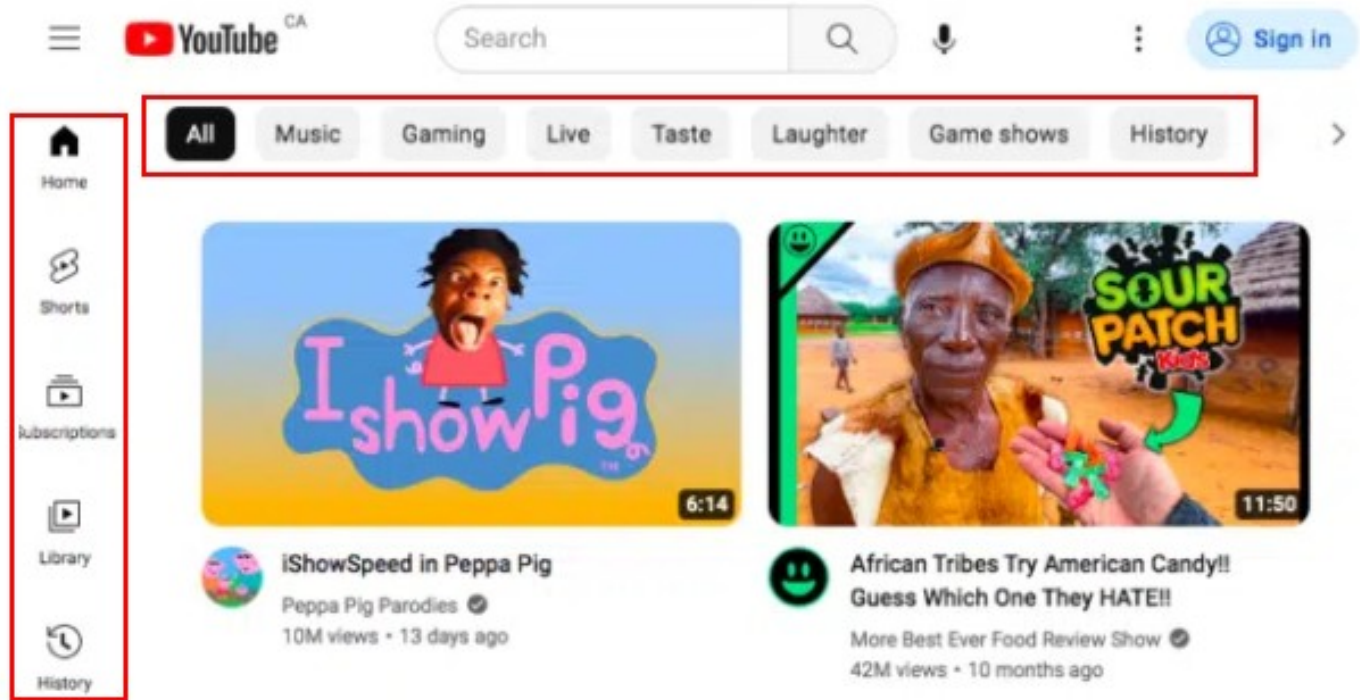 YouTube CA
Search
Sign in
All Music Gaming Live Taste Laughter Game shows History
Home
Shorts
Subscriptions
Library
History
I show Pig TM
6:14
iShowSpeed in Peppa Pig
Peppa Pig Parodies
10M views • 13 days ago
SOUR
PATCH
Kids
11:50
African Tribes Try American Candy!!
Guess Which One They HATE!!
More Best Ever Food Review Show
42M views • 10 months ago